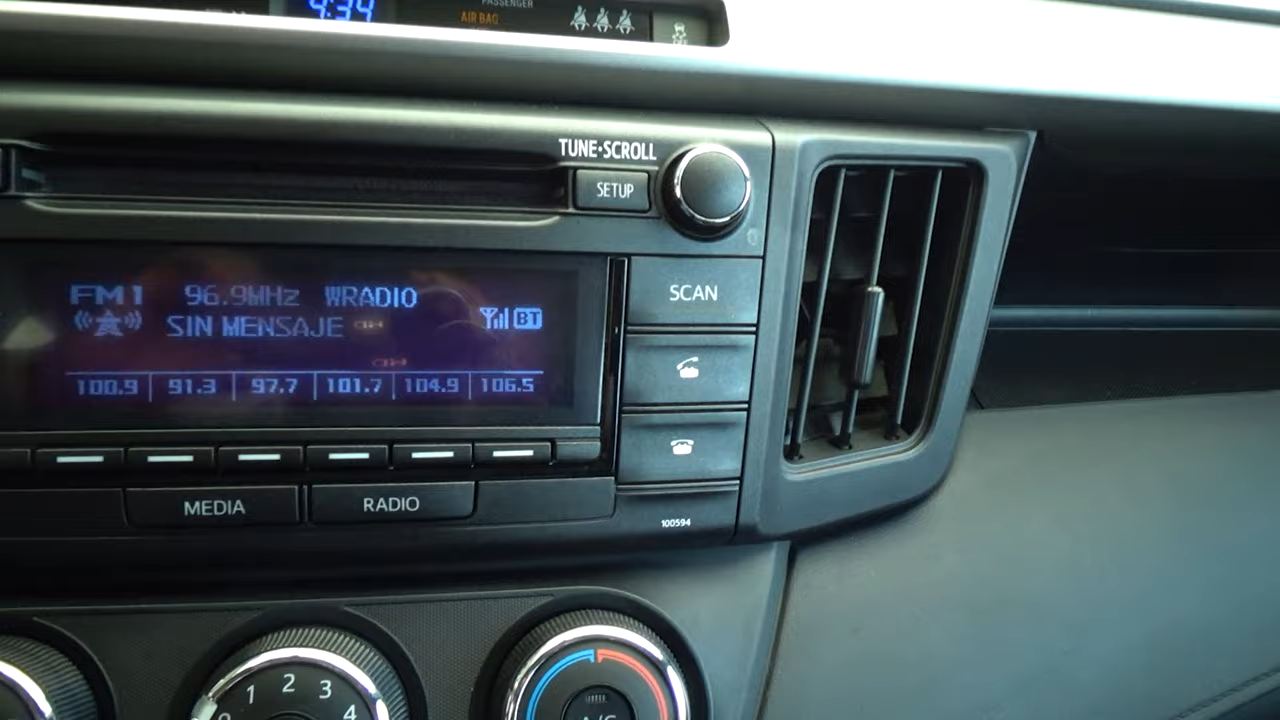 4:34
PASSENGER
AIR BAG
TUNE•SCROLL
SETUP
FM1 96.9MHz WRADIO
SIN MENSAJE
BT
100.9 91.3 97.7 101.7 104.9 106.5
SCAN
MEDIA RADIO
100594
1 2 3 4
A/C